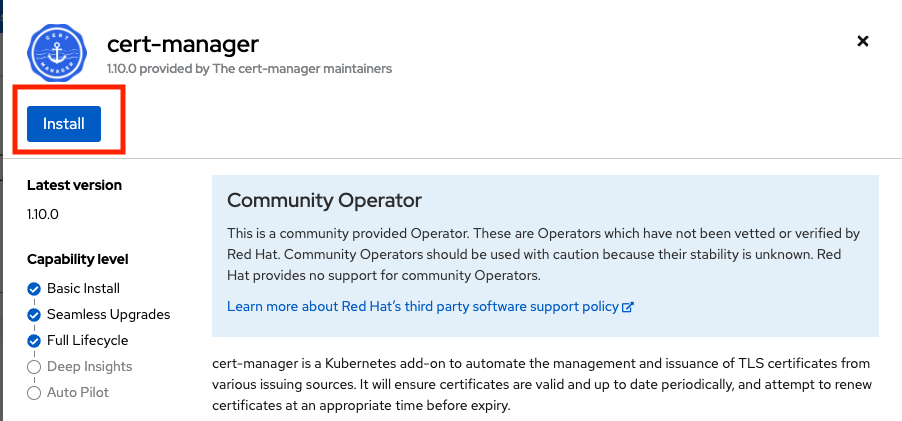 CERT
MANAGER
cert-manager
1.10.0 provided by The cert-manager maintainers
Install
Latest version
1.10.0
Capability level
Basic Install
Seamless Upgrades
Full Lifecycle
Deep Insights
Auto Pilot
Community Operator
This is a community provided Operator. These are Operators which have not been vetted or verified by
Red Hat. Community Operators should be used with caution because their stability is unknown. Red
Hat provides no support for community Operators.
Learn more about Red Hat's third party software support policy
cert-manager is a Kubernetes add-on to automate the management and issuance of TLS certificates from
various issuing sources. It will ensure certificates are valid and up to date periodically, and attempt to renew
certificates at an appropriate time before expiry.